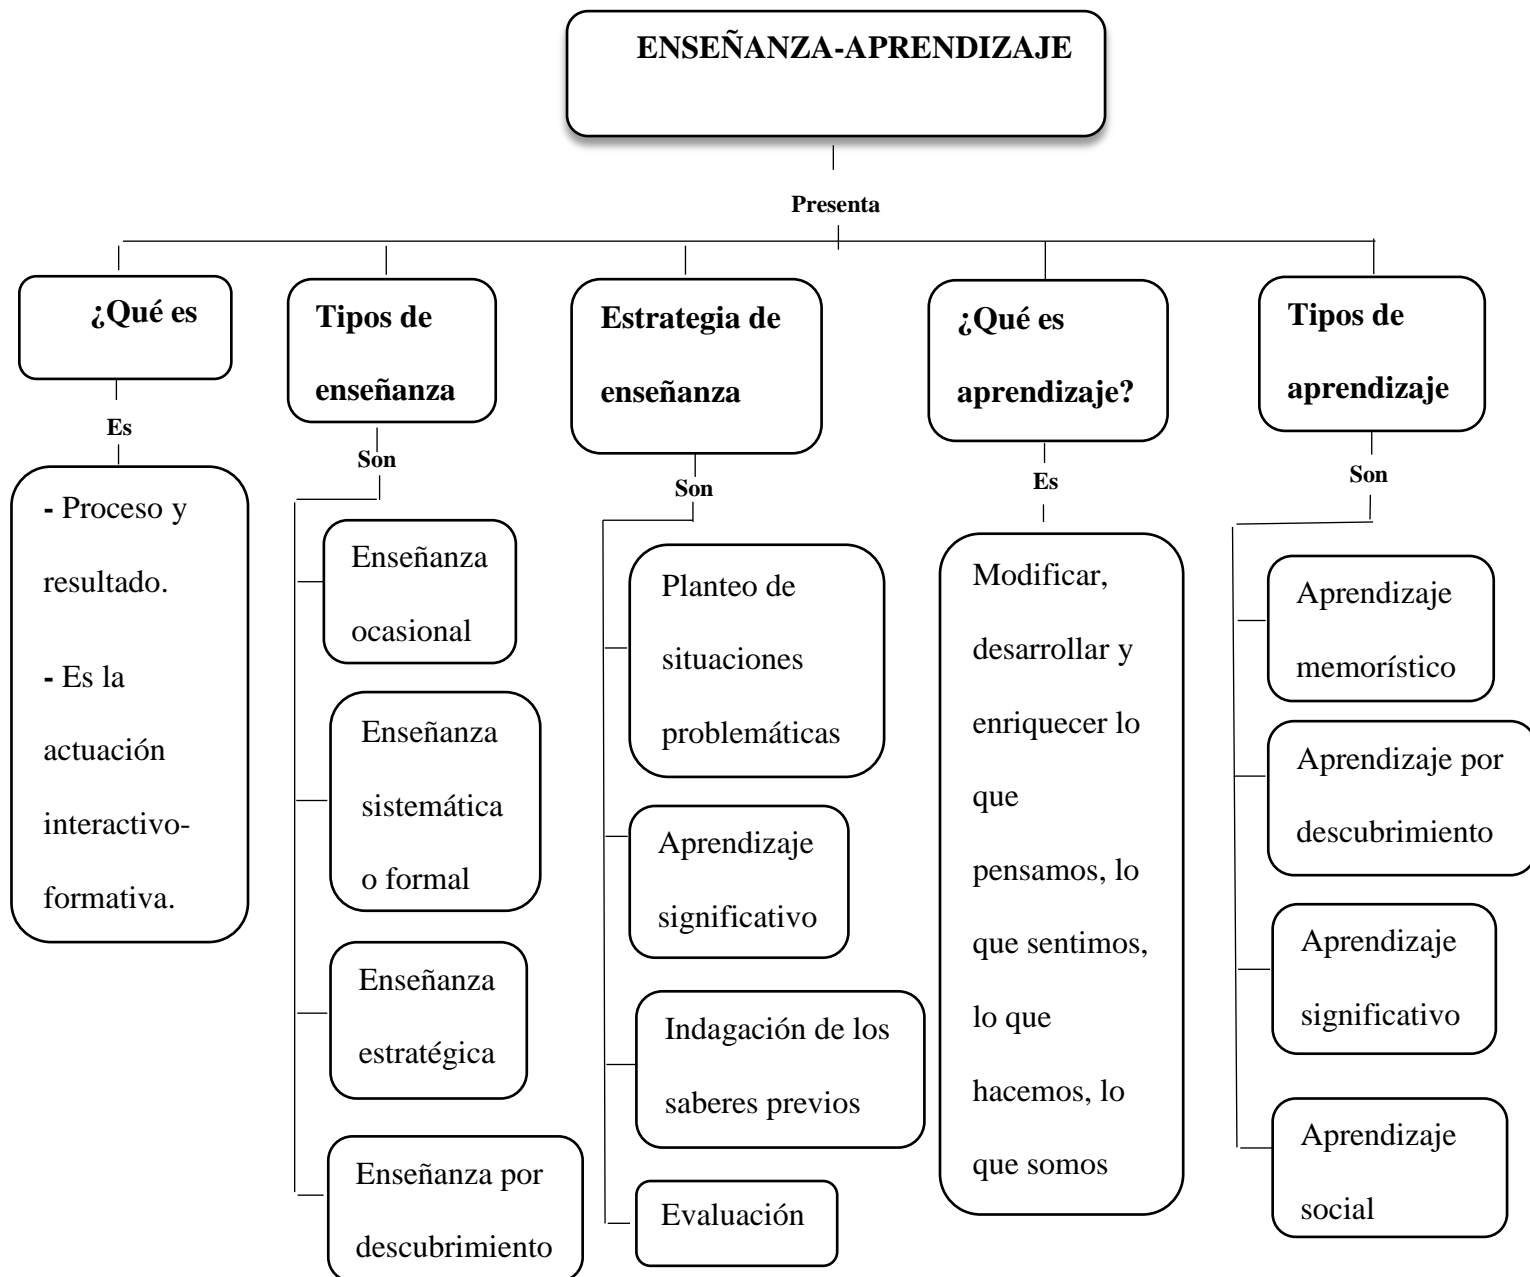 ENSEÑANZA-APRENDIZAJE
Presenta
¿Qué es
Es
- Proceso y
resultado.
- Es la
actuación
interactivo-
formativa.
Tipos de
enseñanza
Son
Enseñanza
ocasional
Enseñanza
sistemática
o formal
Enseñanza
estratégica
Enseñanza por
descubrimiento
Estrategia de
enseñanza
Son
Planteo de
situaciones
problemáticas
Aprendizaje
significativo
Indagación de los
saberes previos
Evaluación
¿Qué es
aprendizaje?
Es
Modificar,
desarrollar y
enriquecer lo
que
pensamos, lo
que sentimos,
lo que
hacemos, lo
que somos
Tipos de
aprendizaje
Son
Aprendizaje
memorístico
Aprendizaje por
descubrimiento
Aprendizaje
significativo
Aprendizaje
social